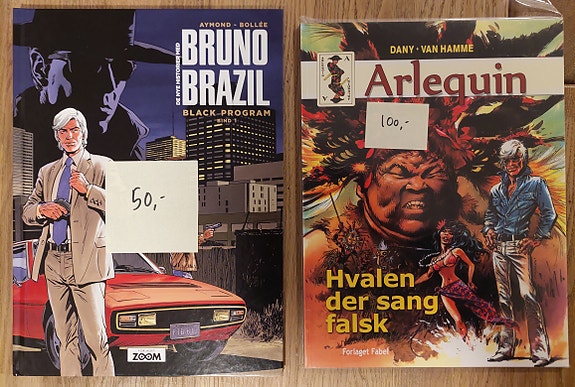 AYMOND - BOLLÉE
DE NYE HISTORIER MED
BRUNO
BRAZIL
BLACK PROGRAM
BIND 1
50,-
ZOOM
DANY · VAN HAMME
A
Arlequin
100,-
Hvalen
der sang
falsk
Forlaget Fabel